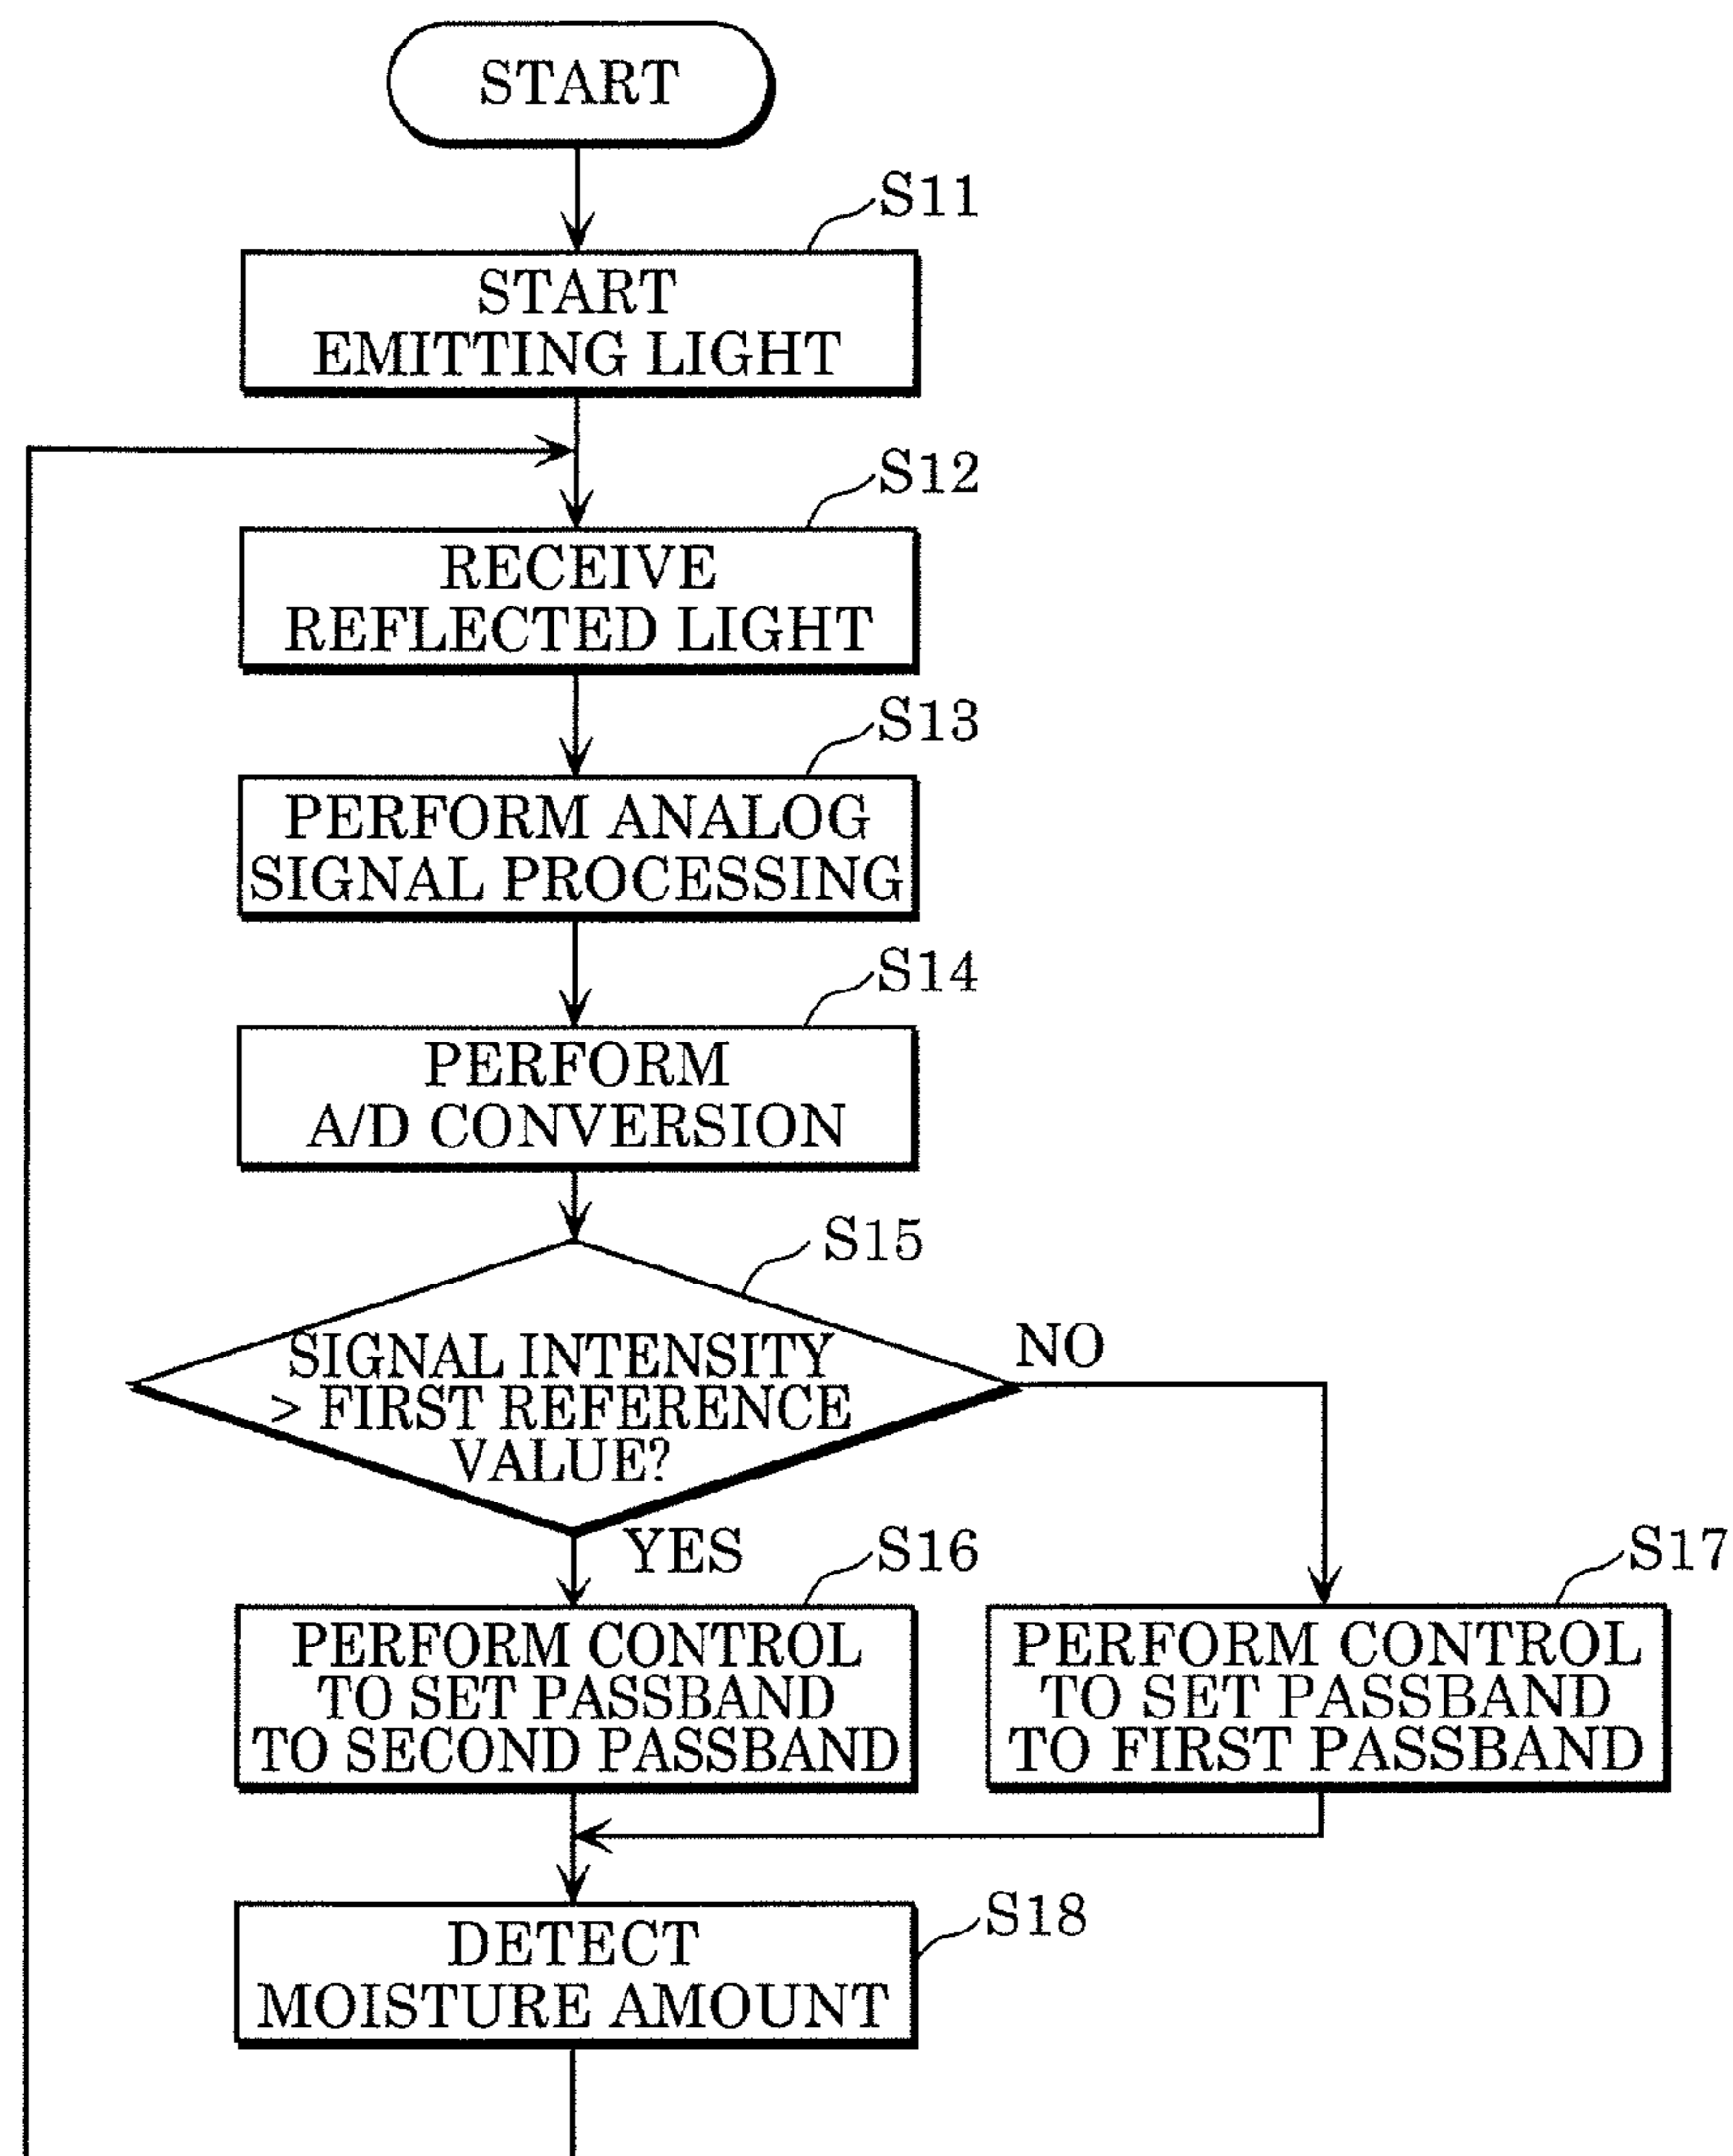 START
S11
START
EMITTING LIGHT
S12
RECEIVE
REFLECTED LIGHT
S13
PERFORM ANALOG
SIGNAL PROCESSING
S14
PERFORM
A/D CONVERSION
S15
SIGNAL INTENSITY
> FIRST REFERENCE
VALUE?
NO
YES
S16
PERFORM CONTROL
TO SET PASSBAND
TO SECOND PASSBAND
S17
PERFORM CONTROL
TO SET PASSBAND
TO FIRST PASSBAND
S18
DETECT
MOISTURE AMOUNT